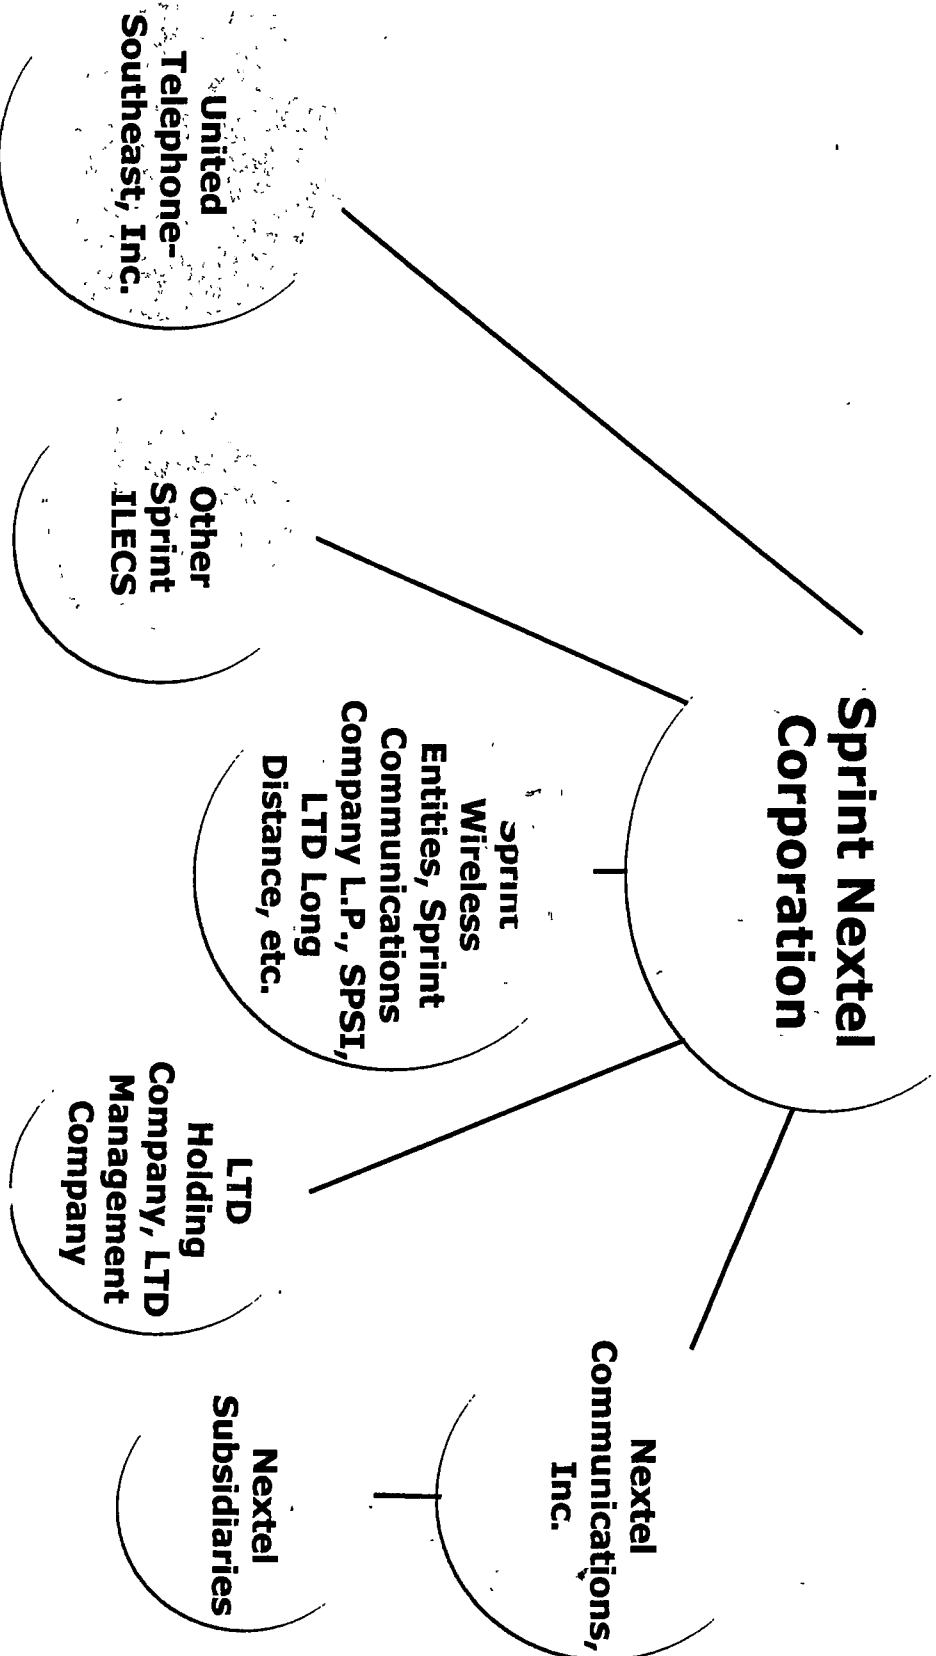 Sprint Nextel
Corporation
United
Telephone-
Southeast, Inc.
Other
Sprint
ILECS
Sprint
Wireless
Entities, Sprint
Communications
Company L.P., SPSI,
LTD Long
Distance, etc.
LTD
Holding
Company, LTD
Management
Company
Nextel
Communications,
Inc.
Nextel
Subsidiaries